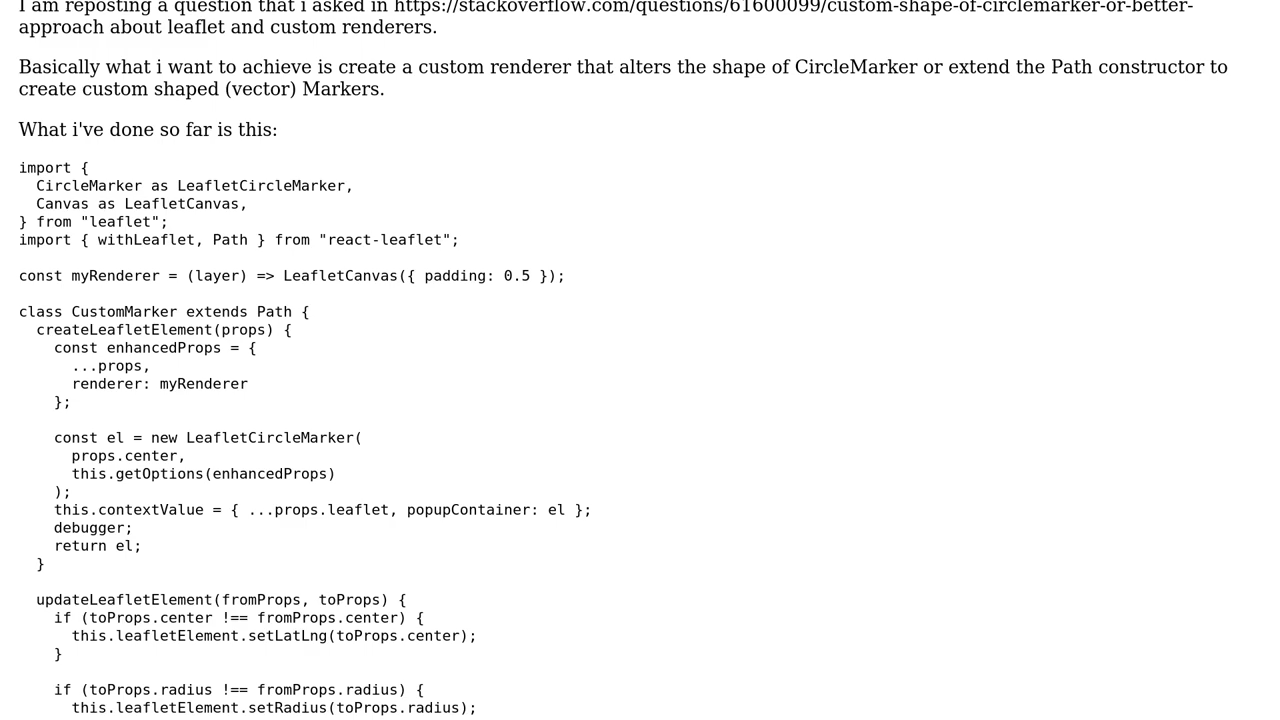 I am reposting a question that i asked in https://stackoverflow.com/questions/61600099/custom-shape-of-circlemarker-or-better-
approach about leaflet and custom renderers.
Basically what i want to achieve is create a custom renderer that alters the shape of CircleMarker or extend the Path constructor to
create custom shaped (vector) Markers.
What i've done so far is this:
import {
  CircleMarker as LeafletCircleMarker,
  Canvas as LeafletCanvas,
} from "leaflet";
import { withLeaflet, Path } from "react-leaflet";
const myRenderer = (layer) => LeafletCanvas({ padding: 0.5 });
class CustomMarker extends Path {
  createLeafletElement(props) {
    const enhancedProps = {
      ...props,
      renderer: myRenderer
    };
    const el = new LeafletCircleMarker(
      props.center,
      this.getOptions(enhancedProps)
    );
    this.contextValue = { ...props.leaflet, popupContainer: el };
    debugger;
    return el;
  }
  updateLeafletElement(fromProps, toProps) {
    if (toProps.center !== fromProps.center) {
      this.leafletElement.setLatLng(toProps.center);
    }
    if (toProps.radius !== fromProps.radius) {
      this.leafletElement.setRadius(toProps.radius);